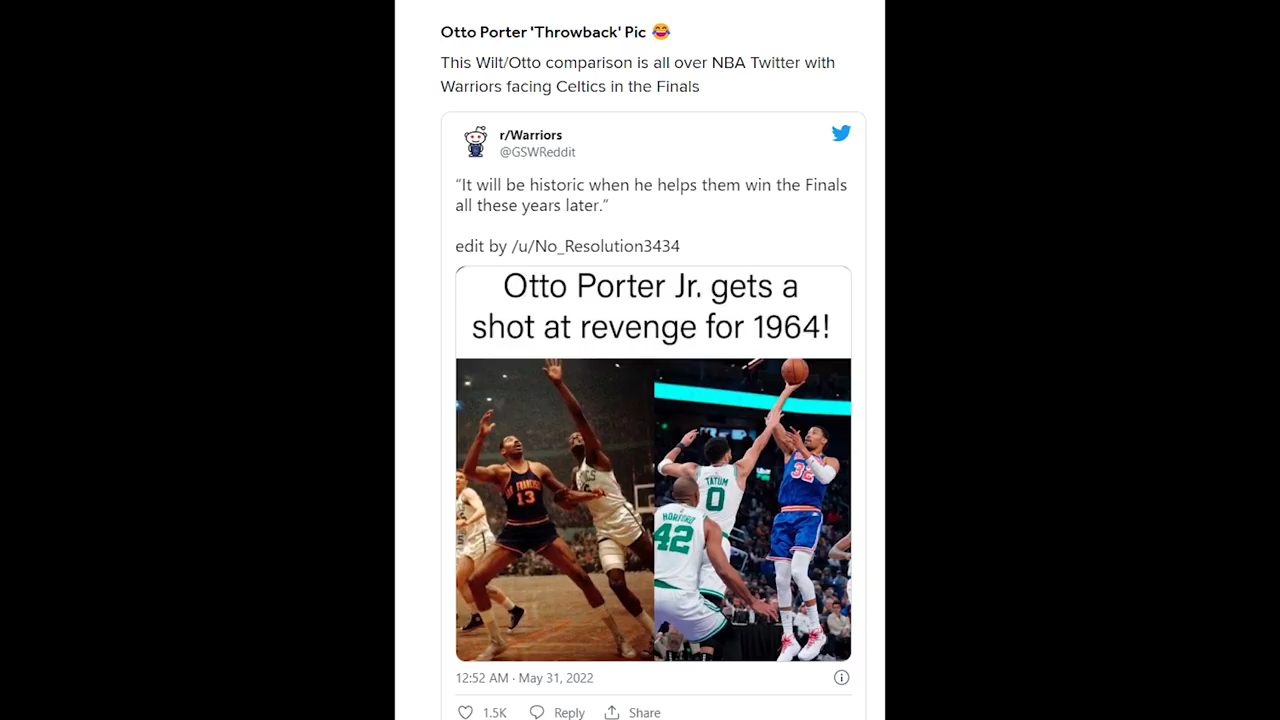 Otto Porter 'Throwback' Pic 😂
This Wilt/Otto comparison is all over NBA Twitter with
Warriors facing Celtics in the Finals
r/Warriors
@GSWReddit
“It will be historic when he helps them win the Finals
all these years later.”
edit by /u/No_Resolution3434
Otto Porter Jr. gets a
shot at revenge for 1964!
13
TATUM
0
HORFORD
42
32
12:52 AM · May 31, 2022
1.5K Reply Share